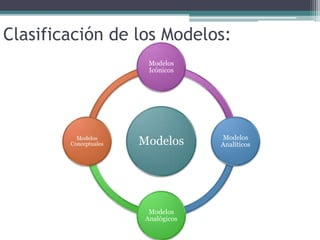 Clasificación de los Modelos:
Modelos
Icónicos
Modelos
Conceptuales
Modelos
Modelos
Analíticos
Modelos
Analógicos